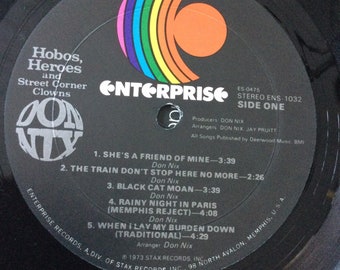 Hobos,
Heroes
and
Street Corner
Clowns
DON
NIX
ENTERPRISE
ES-0475
STEREO ENS 1032
SIDE ONE
Producers: DON NIX
Arrangers: DON NIX, JAY PRUITT
All Songs Published by Deerwood Music, BMI
1. SHE'S A FRIEND OF MINE—3:39
Don Nix
2. THE TRAIN DON'T STOP HERE NO MORE—2:26
Don Nix
3. BLACK CAT MOAN—3:39
Don Nix
4. RAINY NIGHT IN PARIS
(MEMPHIS REJECT)—4:08
Don Nix
5. WHEN I LAY MY BURDEN DOWN
(TRADITIONAL)—4:29
Arranger: Don Nix
ENTERPRISE RECORDS, A DIV. OF STAX RECORDS, INC., 98 NORTH AVALON, MEMPHIS, U.S.A.
© 1973 STAX RECORDS